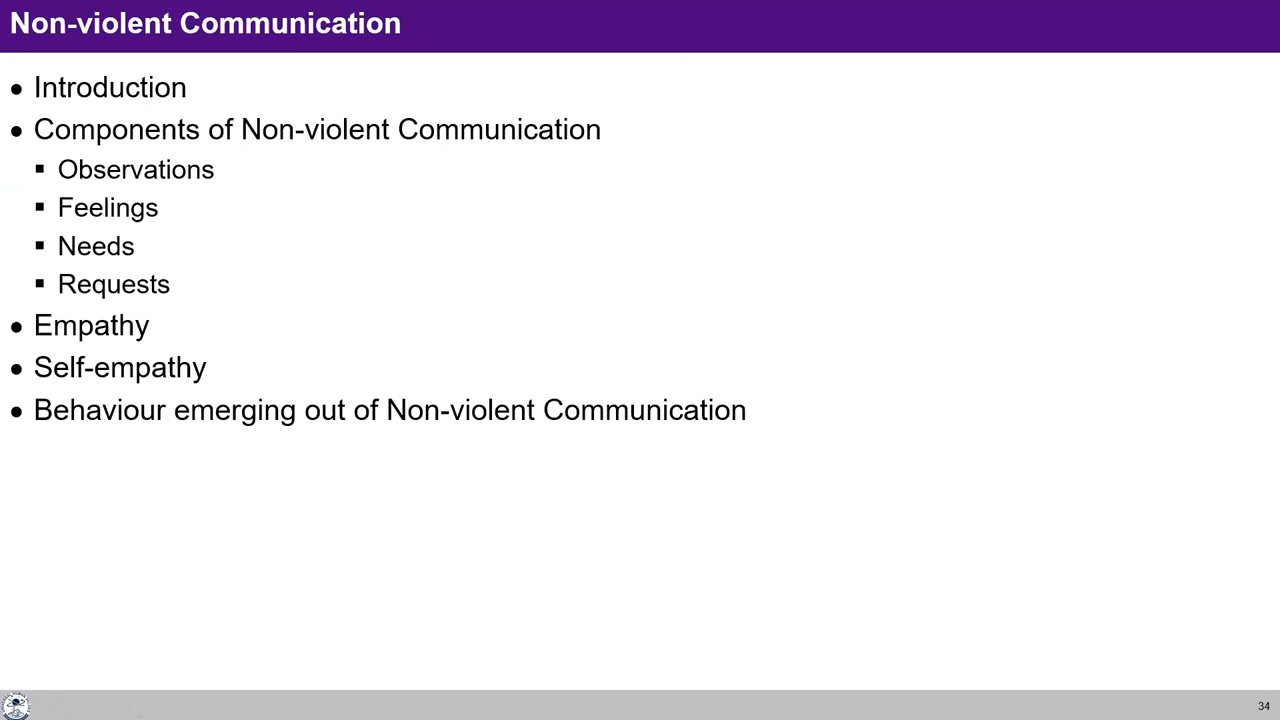 Non-violent Communication
• Introduction
• Components of Non-violent Communication
▪ Observations
▪ Feelings
▪ Needs
▪ Requests
• Empathy
• Self-empathy
• Behaviour emerging out of Non-violent Communication
34